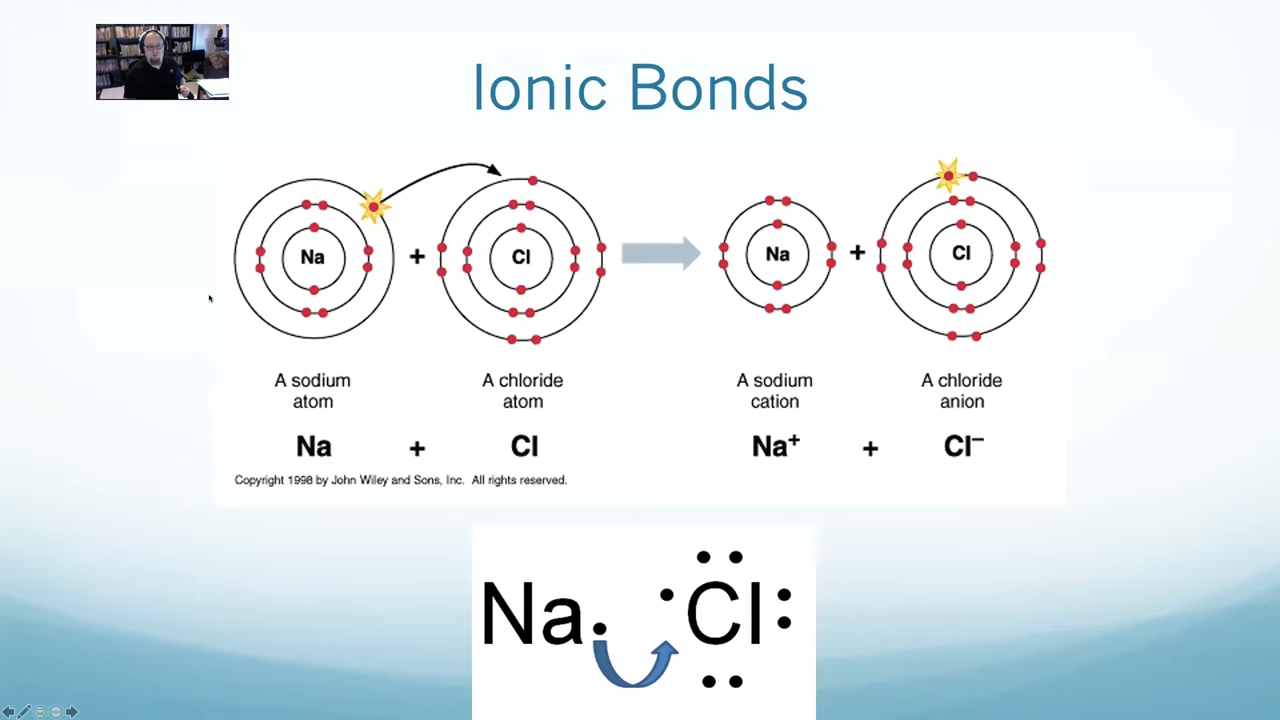 Ionic Bonds
Na + Cl Na + Cl
A sodium atom A chloride atom A sodium cation A chloride anion
Na + Cl Na⁺ + Cl⁻
Copyright 1998 by John Wiley and Sons, Inc. All rights reserved.
Na Cl